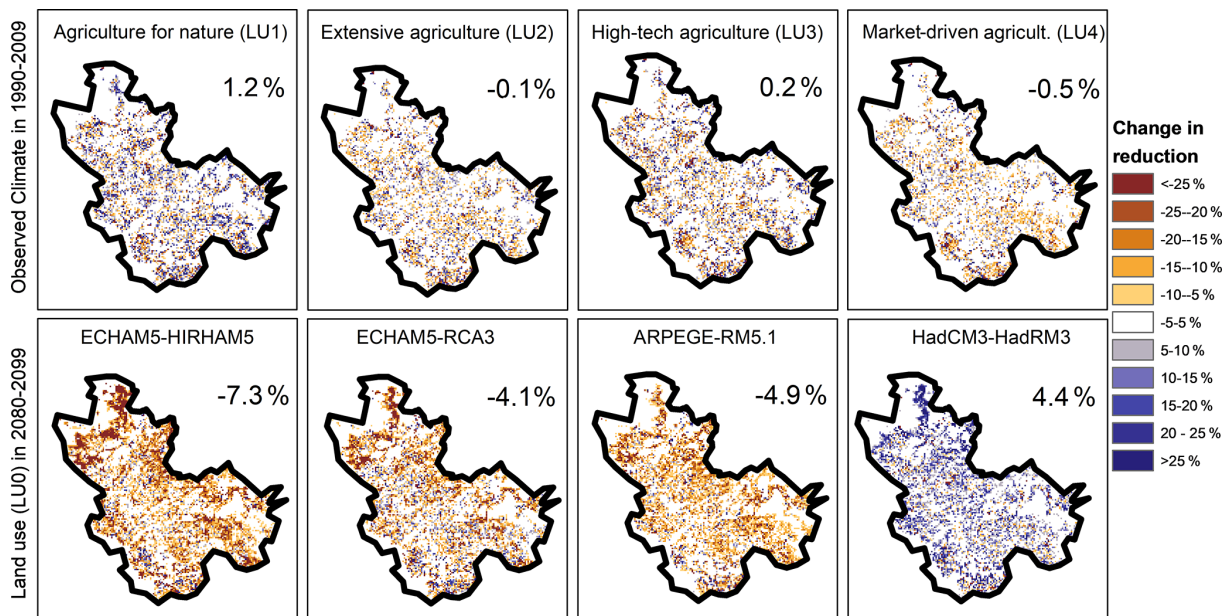 Observed Climate in 1990-2009
Agriculture for nature (LU1)
1.2 %
Extensive agriculture (LU2)
-0.1 %
High-tech agriculture (LU3)
0.2 %
Market-driven agricult. (LU4)
-0.5 %
Land use (LU0) in 2080-2099
ECHAM5-HIRHAM5
-7.3 %
ECHAM5-RCA3
-4.1 %
ARPEGE-RM5.1
-4.9 %
HadCM3-HadRM3
4.4 %
Change in
reduction
<-25 %
-25--20 %
-20--15 %
-15--10 %
-10--5 %
-5-5 %
5-10 %
10-15 %
15-20 %
20 - 25 %
>25 %